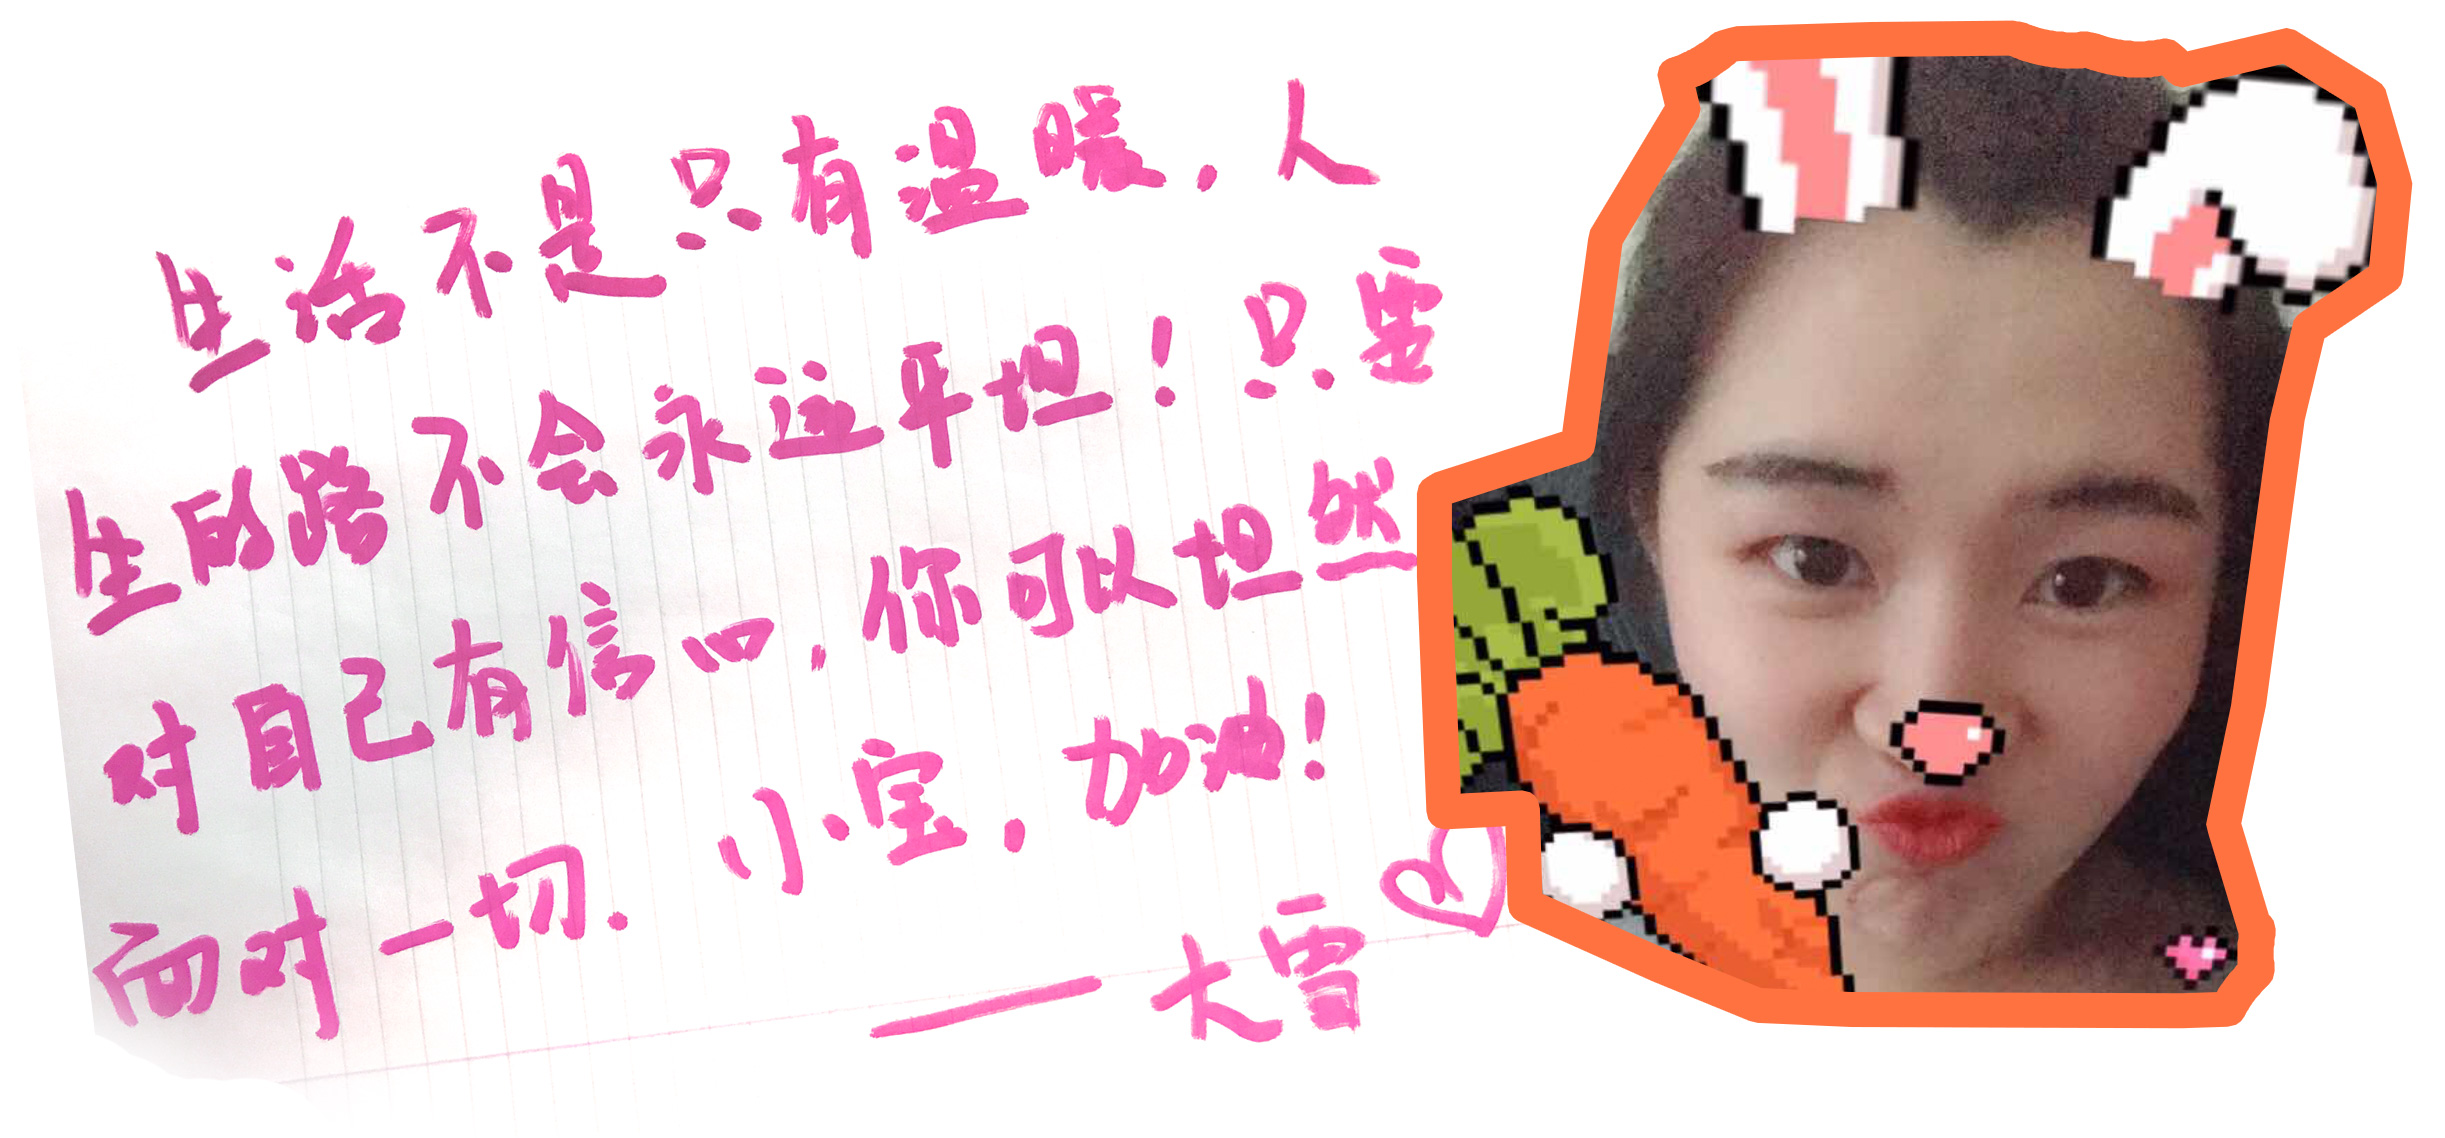 生活不是只有温暖，人
生的路不会永远平坦！只要
对自己有信心，你可以坦然
面对一切．小宝，加油！
——大雪